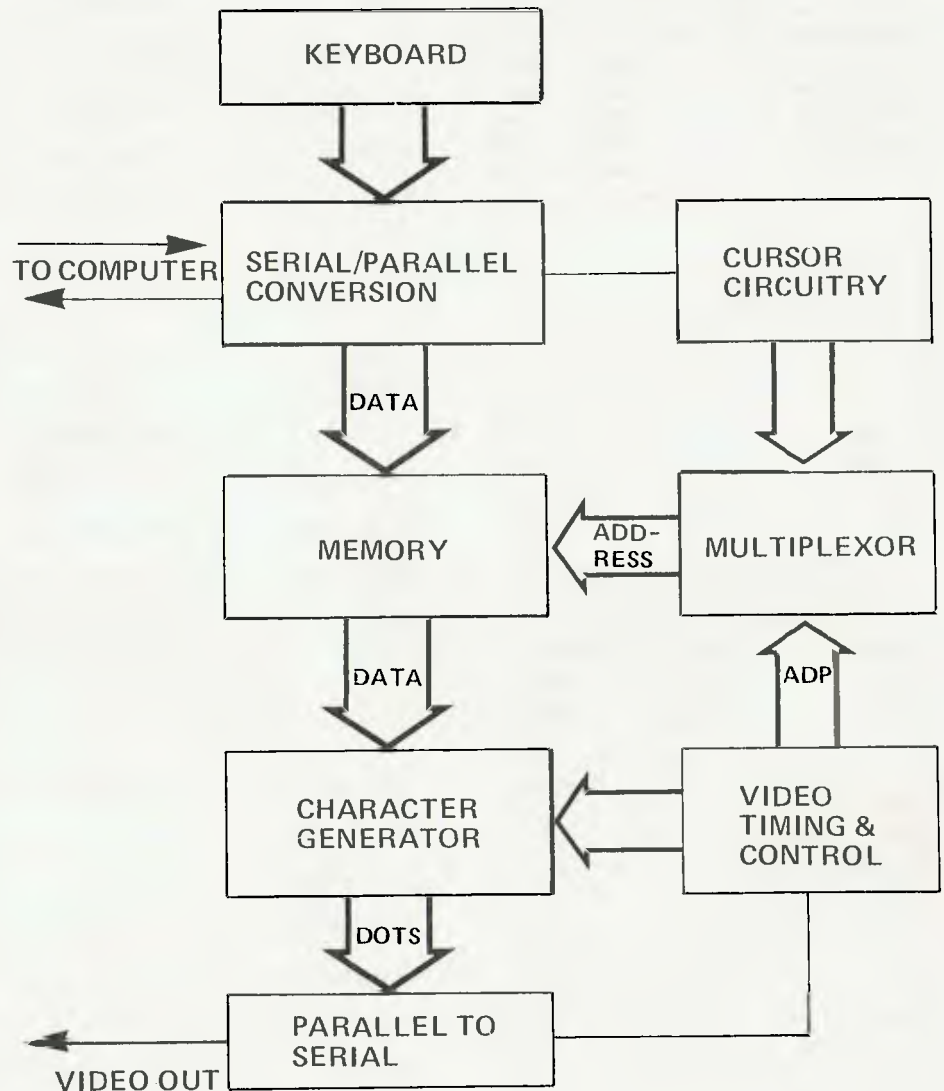 KEYBOARD
TO COMPUTER
SERIAL/PARALLEL
CONVERSION
CURSOR
CIRCUITRY
DATA
MEMORY
ADD-
RESS
MULTIPLEXOR
DATA
ADP
CHARACTER
GENERATOR
VIDEO
TIMING &
CONTROL
DOTS
PARALLEL TO
SERIAL
VIDEO OUT